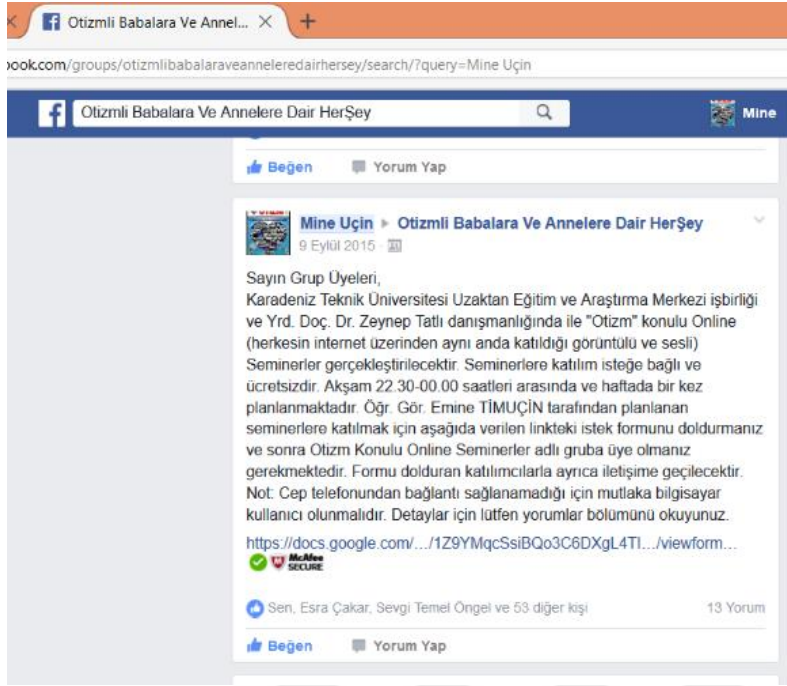 Otizmli Babalara Ve Annel...
book.com/groups/otizmlibabalaraveanneleredairhersey/search/?query=Mine Uçin
Otizmli Babalara Ve Annelere Dair HerŞey
Mine
Beğen Yorum Yap
Mine Uçin Otizmli Babalara Ve Annelere Dair HerŞey
9 Eylül 2015
Sayın Grup Üyeleri,
Karadeniz Teknik Üniversitesi Uzaktan Eğitim ve Araştırma Merkezi işbirliği
ve Yrd. Doç. Dr. Zeynep Tatlı danışmanlığında ile "Otizm" konulu Online
(herkesin internet üzerinden aynı anda katıldığı görüntülü ve sesli)
Seminerler gerçekleştirilecektir. Seminerlere katılım isteğe bağlı ve
ücretsizdir. Akşam 22.30-00.00 saatleri arasında ve haftada bir kez
planlanmaktadır. Öğr. Gör. Emine TİMUÇİN tarafından planlanan
seminerlere katılmak için aşağıda verilen linkteki istek formunu doldurmanız
ve sonra Otizm Konulu Online Seminerler adlı gruba üye olmanız
gerekmektedir. Formu dolduran katılımcılarla ayrıca iletişime geçilecektir.
Not: Cep telefonundan bağlantı sağlanamadığı için mutlaka bilgisayar
kullanıcı olunmalıdır. Detaylar için lütfen yorumlar bölümünü okuyunuz.
https://docs.google.com/.../1Z9YMqcSsiBQo3C6DXgL4TI.../viewform...
McAfee
SECURE
Sen, Esra Çakar, Sevgi Temel Öngel ve 53 diğer kişi 13 Yorum
Beğen Yorum Yap